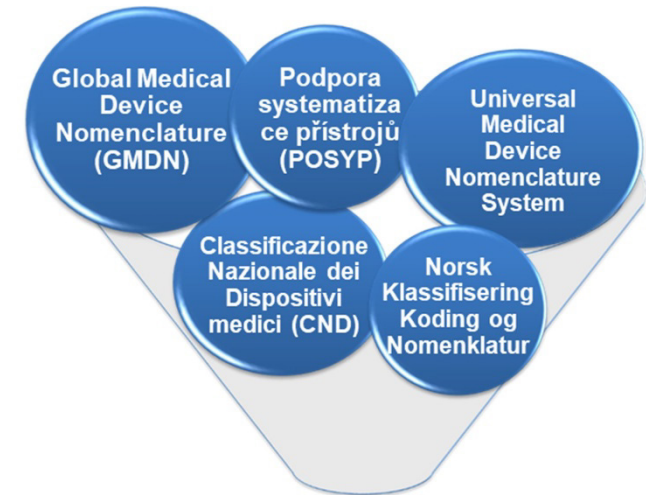 Global Medical
Device
Nomenclature
(GMDN)
Podpora
systematiza
ce přístrojů
(POSYP)
Universal
Medical
Device
Nomenclature
System
Classificazione
Nazionale dei
Dispositivi
medici (CND)
Norsk
Klassifisering
Koding og
Nomenklatur